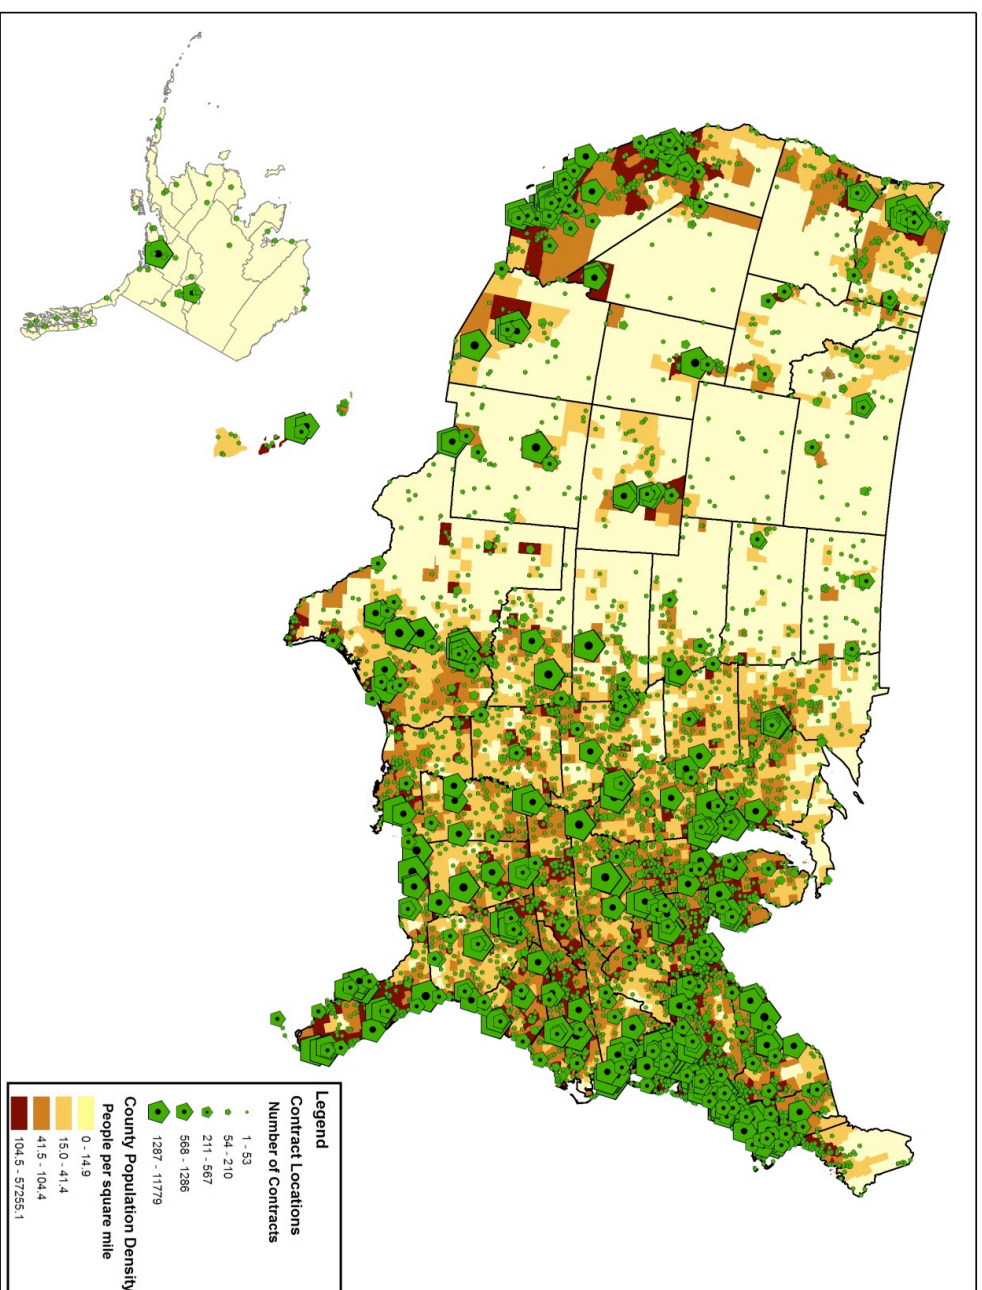 Legend
Contract Locations
Number of Contracts
1 - 53
54 - 210
211 - 567
568 - 1286
1287 - 11779
County Population Density
People per square mile
0 - 14.9
15.0 - 41.4
41.5 - 104.4
104.5 - 57255.1